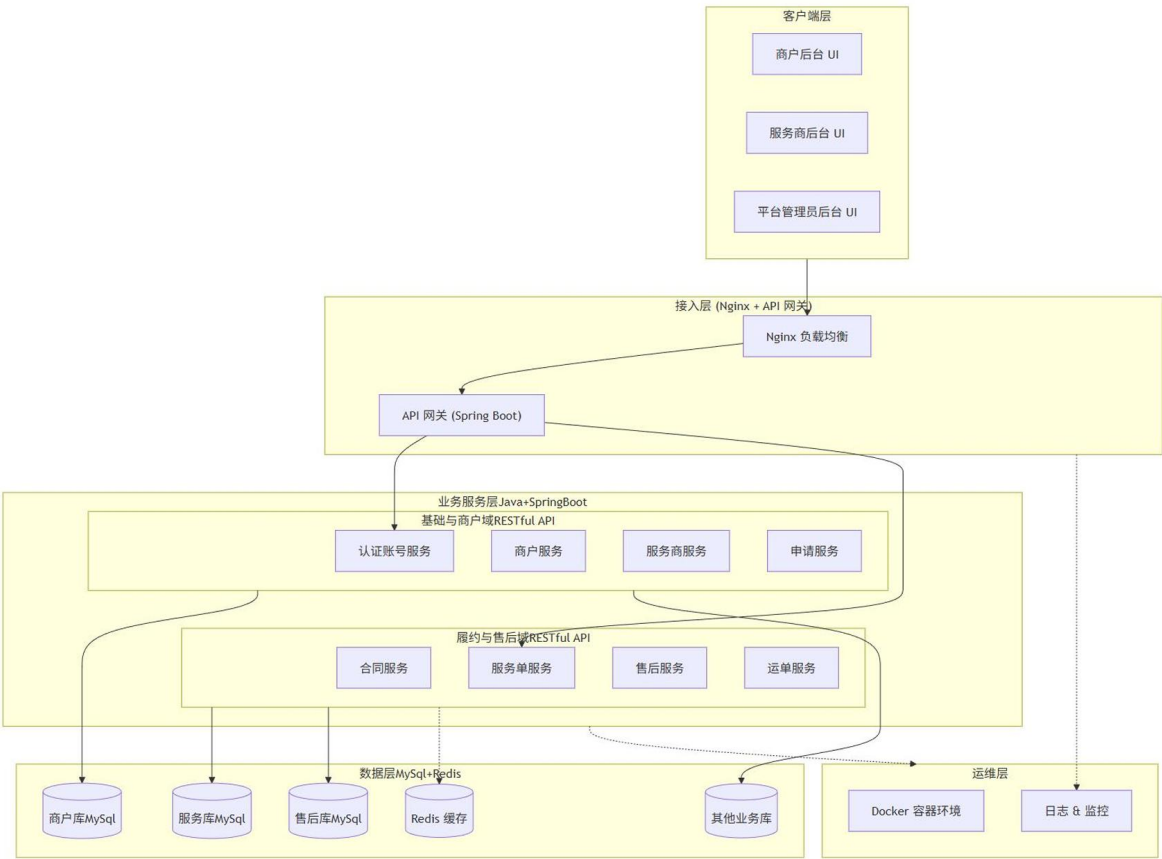 客户端层
商户后台 UI
服务商后台 UI
平台管理员后台 UI
接入层 (Nginx + API 网关)
Nginx 负载均衡
API 网关 (Spring Boot)
业务服务层Java+SpringBoot
基础与商户域RESTful API
认证账号服务
商户服务
服务商服务
申请服务
履约与售后域RESTful API
合同服务
服务单服务
售后服务
运单服务
数据层MySql+Redis
商户库MySql
服务库MySql
售后库MySql
Redis 缓存
其他业务库
运维层
Docker 容器环境
日志 & 监控